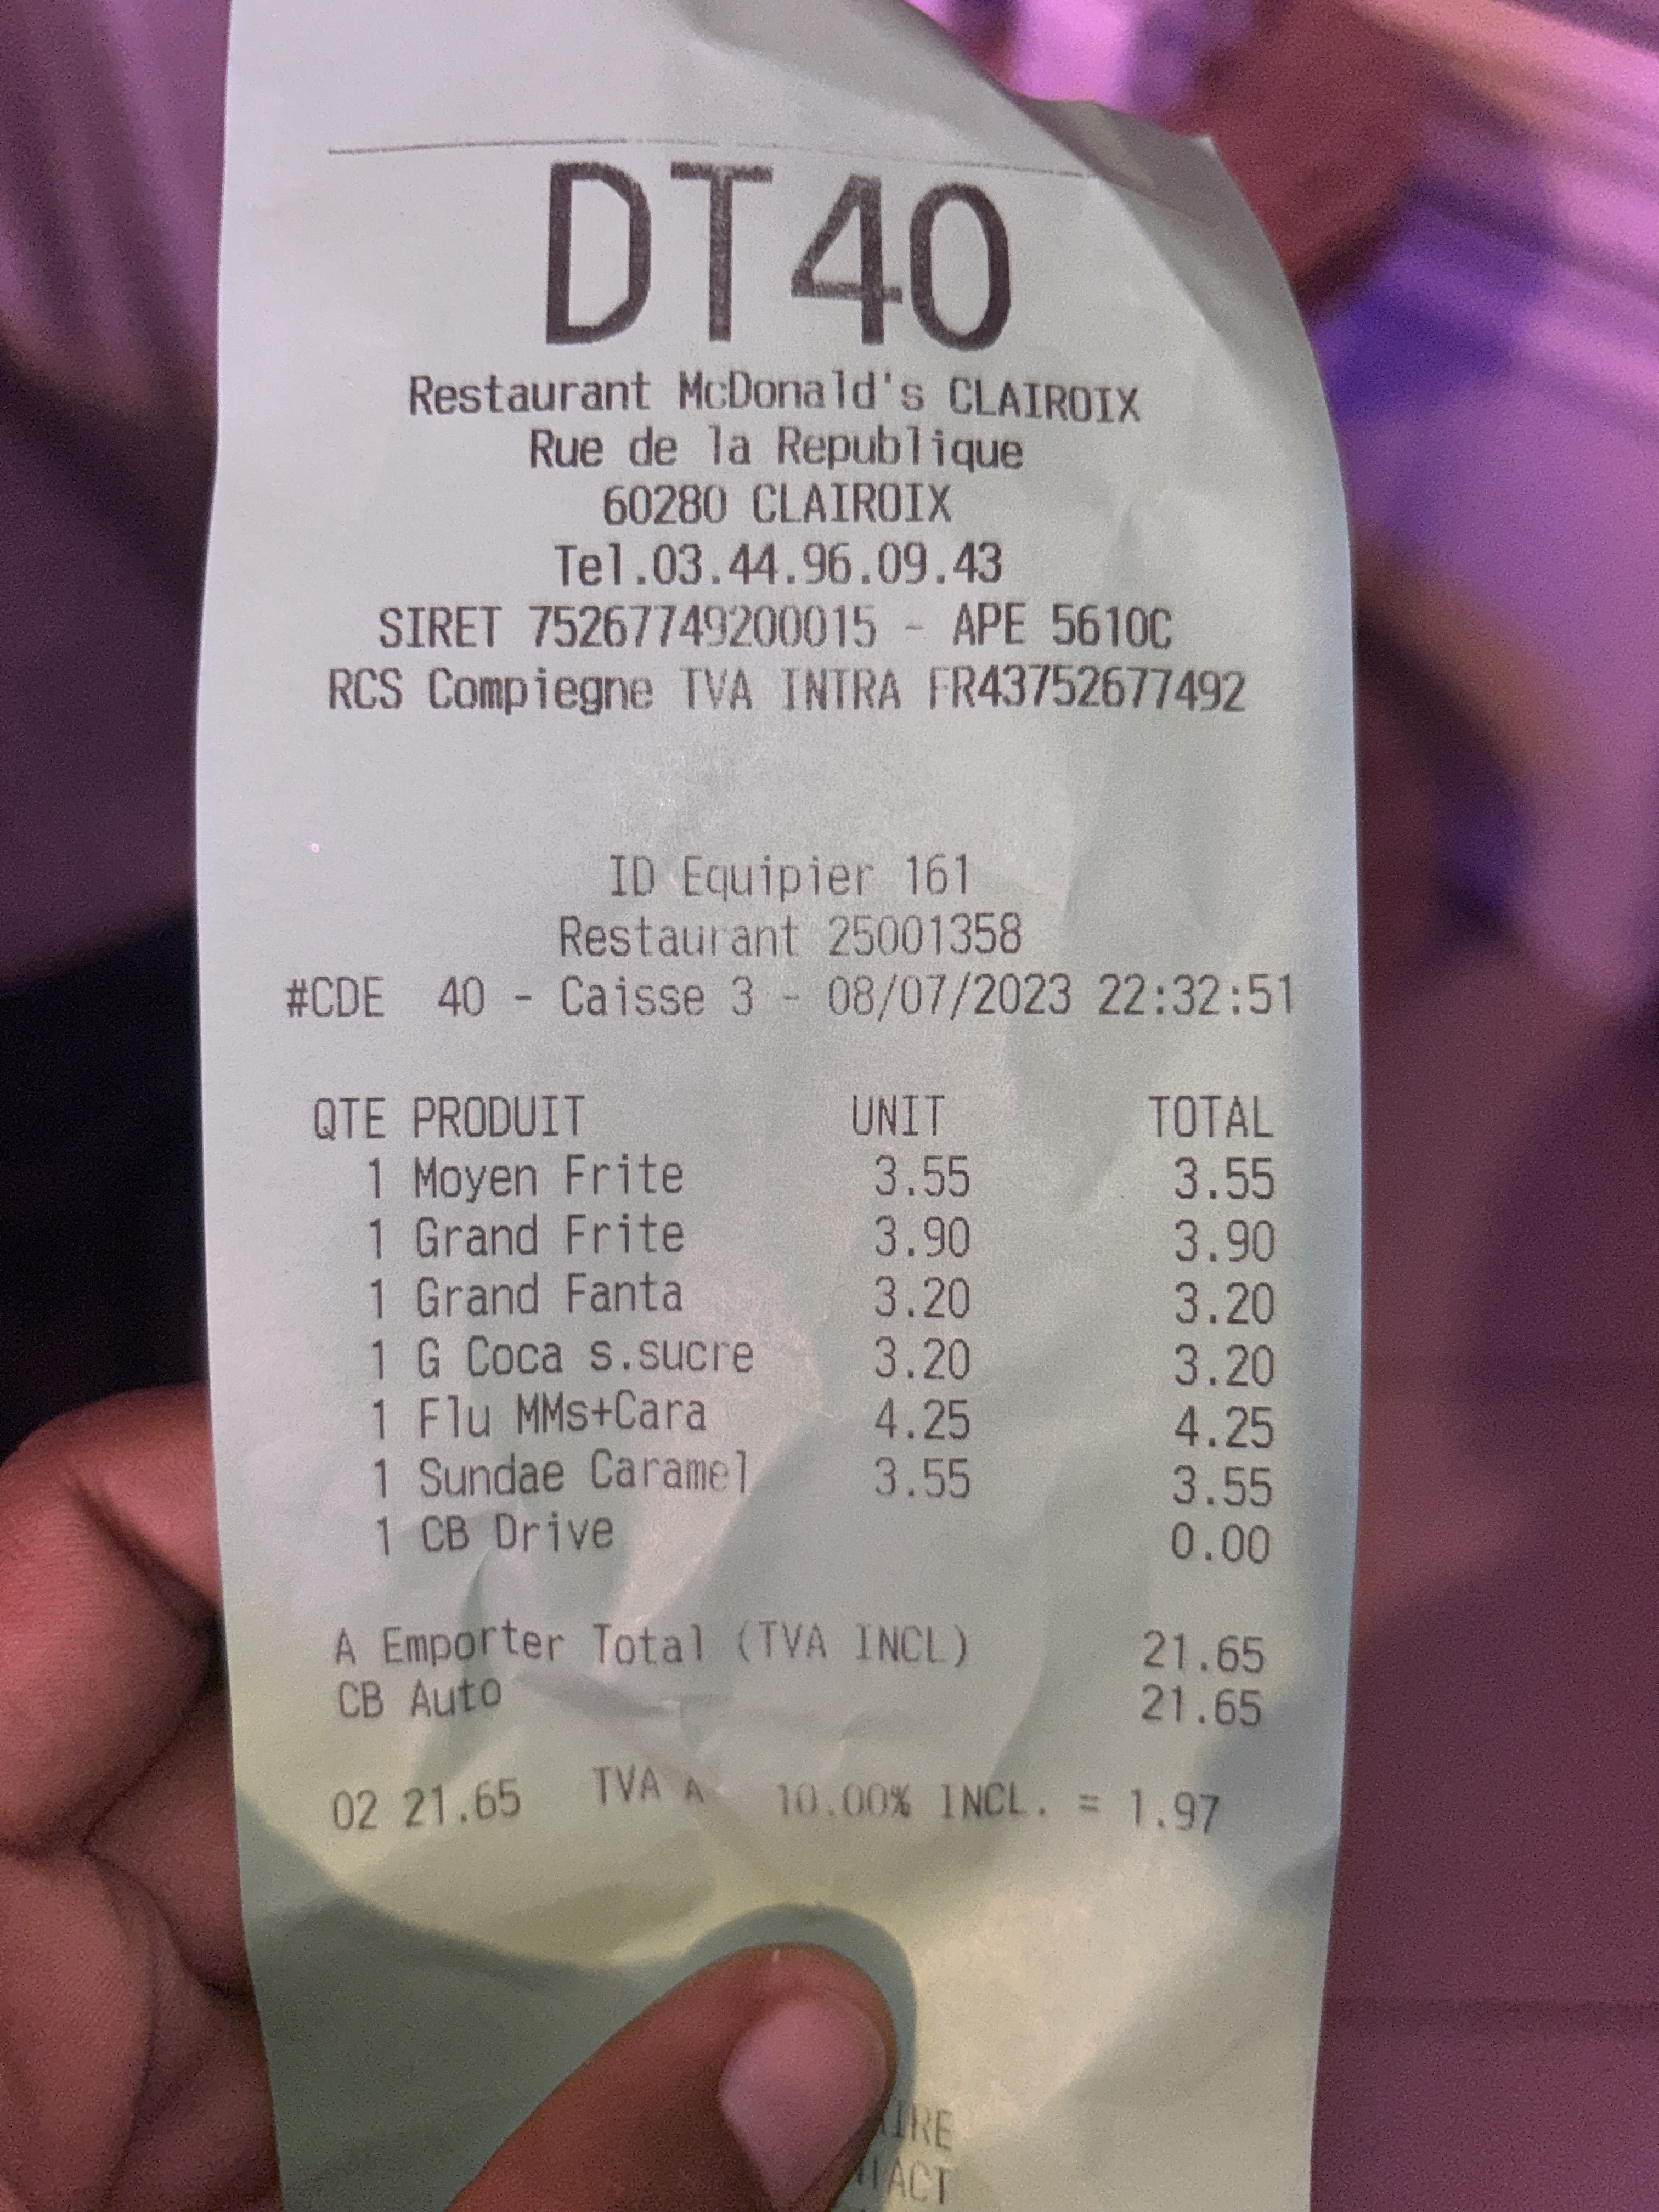 DT40
Restaurant McDonald's CLAIROIX
Rue de la Republique
60280 CLAIROIX
Tel.03.44.96.09.43
SIRET 75267749200015 - APE 5610C
RCS Compiegne TVA INTRA FR43752677492
ID Equipier 161
Restaurant 25001358
#CDE 40 - Caisse 3 - 08/07/2023 22:32:51
QTE PRODUIT UNIT TOTAL
1 Moyen Frite 3.55 3.55
1 Grand Frite 3.90 3.90
1 Grand Fanta 3.20 3.20
1 G Coca s.sucre 3.20 3.20
1 Flu MMs+Cara 4.25 4.25
1 Sundae Caramel 3.55 3.55
1 CB Drive 0.00
A Emporter Total (TVA INCL) 21.65
CB Auto 21.65
02 21.65 TVA A 10.00% INCL. = 1.97